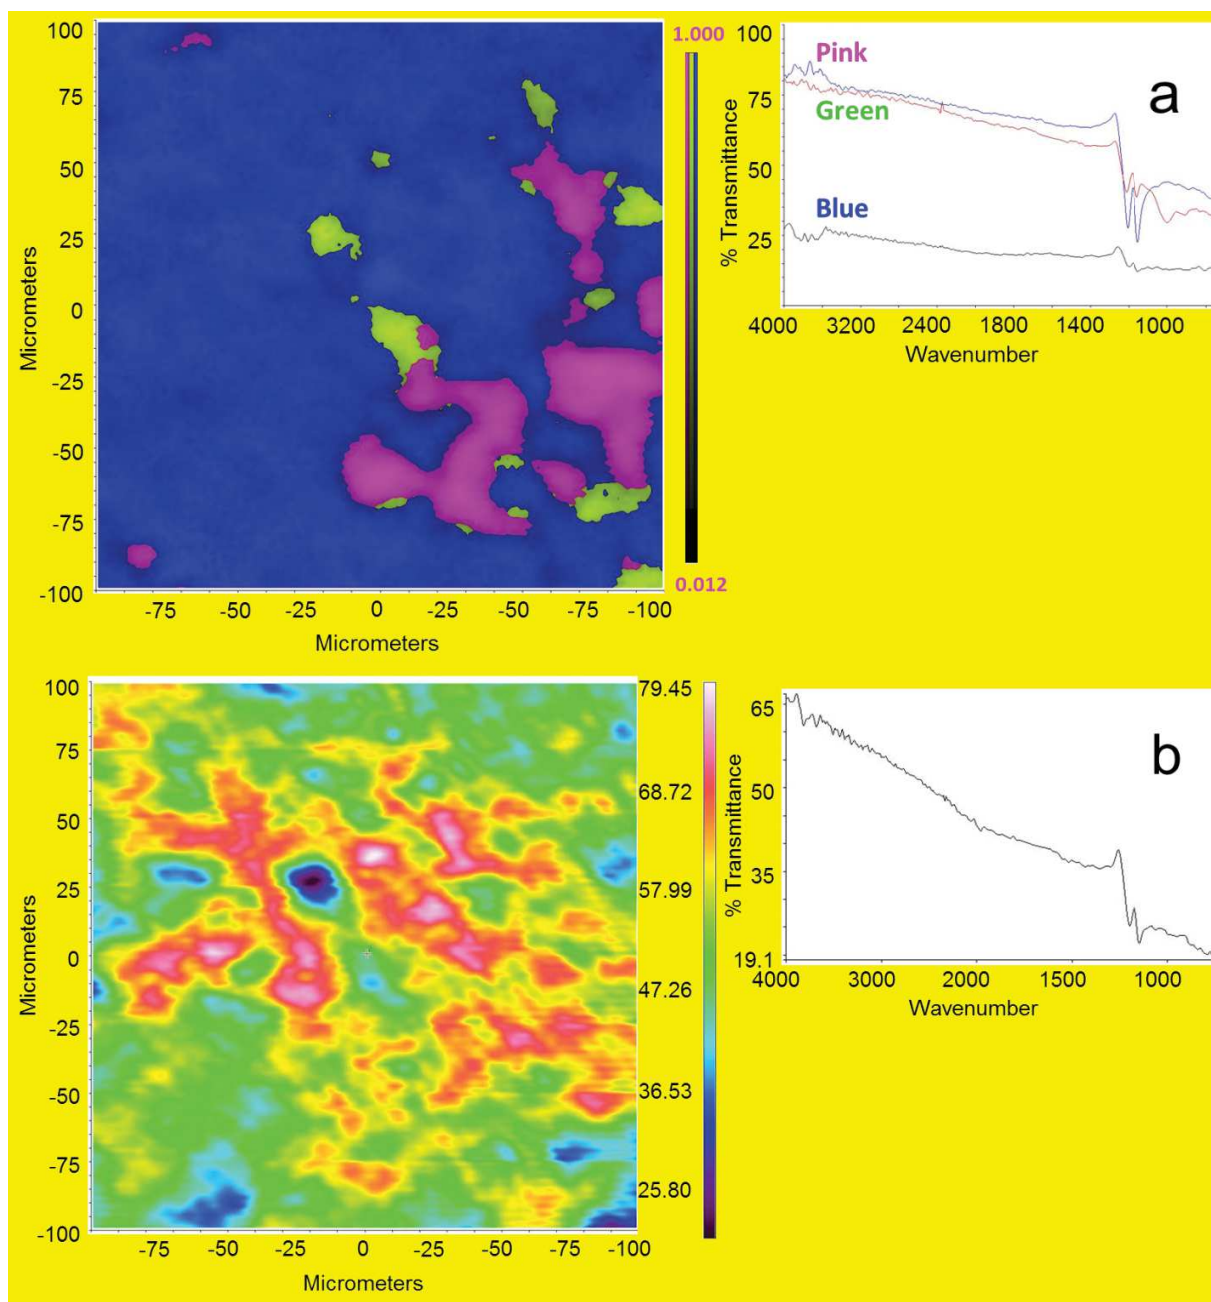 100
75
50
25
0
-25
-50
-75
-100
Micrometers
-75 -50 -25 0 -25 -50 -75 -100
Micrometers
1.000
0.012
100
75
50
25
% Transmittance
Pink
Green
Blue
a
4000 3200 2400 1800 1400 1000
Wavenumber
100
75
50
25
0
-25
-50
-75
-100
Micrometers
-75 -50 -25 0 -25 -50 -75 -100
Micrometers
79.45
68.72
57.99
47.26
36.53
25.80
65
50
35
19.1
% Transmittance
b
4000 3000 2000 1500 1000
Wavenumber